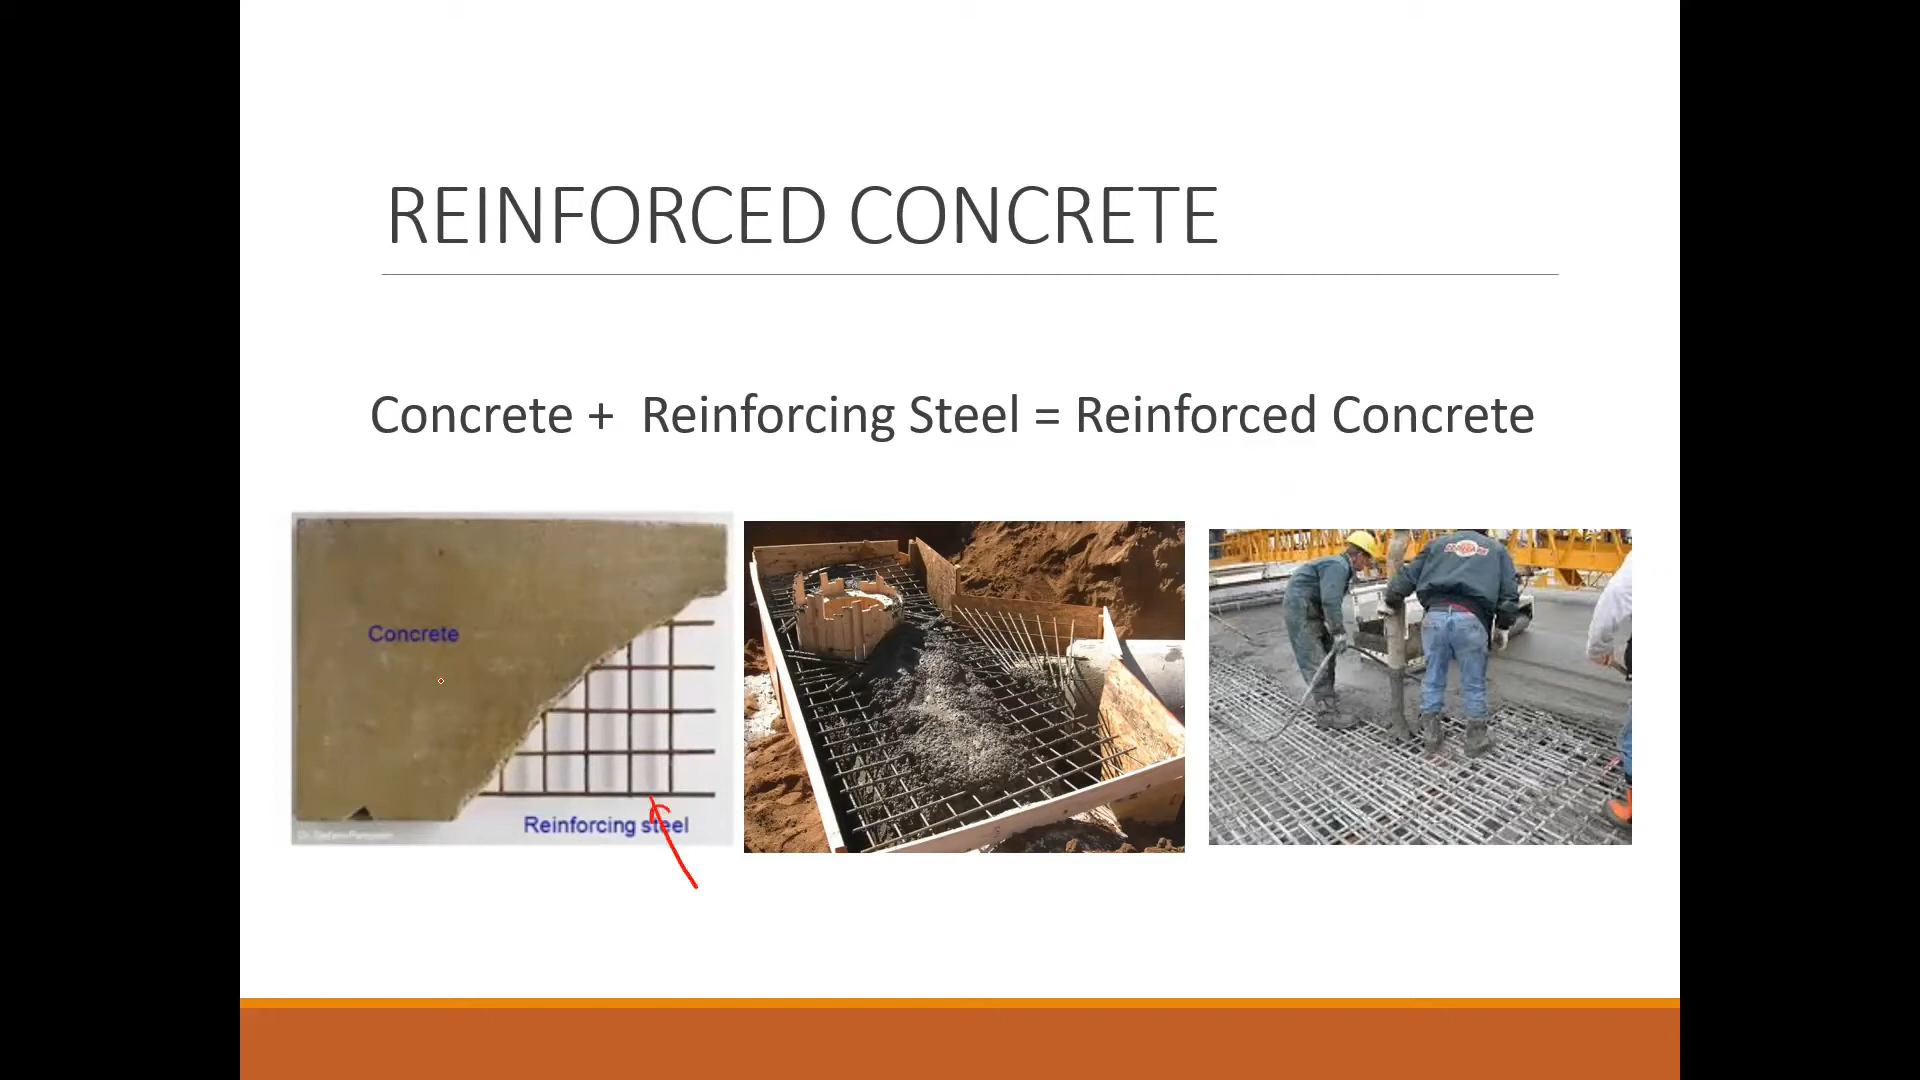 REINFORCED CONCRETE
Concrete + Reinforcing Steel = Reinforced Concrete
Concrete
Reinforcing steel